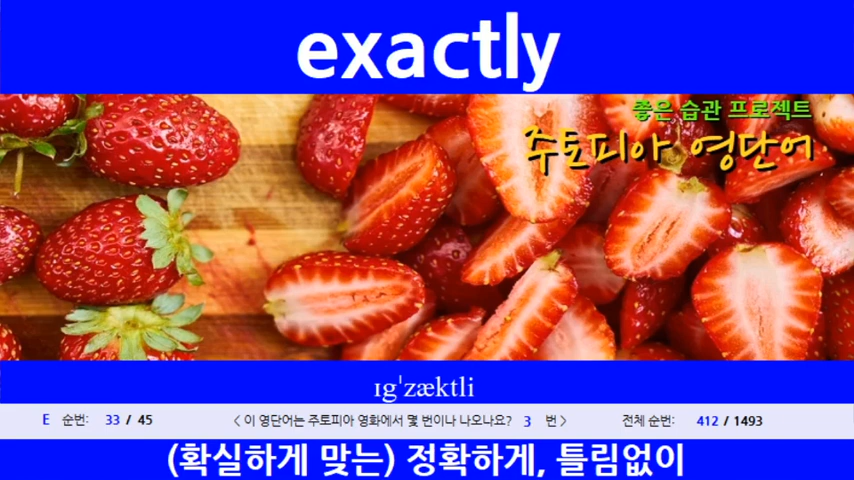 exactly
좋은 습관 프로젝트
주토피아 영단어
ɪgˈzæktli
E 순번: 33 / 45 < 이 영단어는 주토피아 영화에서 몇 번이나 나오나요? 3 번 > 전체 순번: 412 / 1493
(확실하게 맞는) 정확하게, 틀림없이